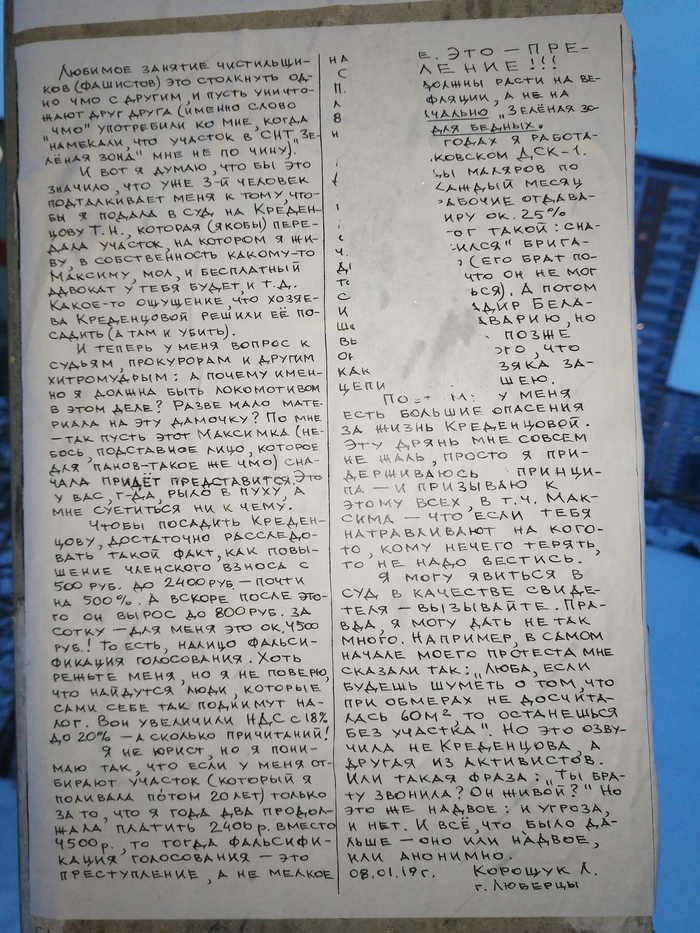 Любимое занятие чистильщи-
ков (фашистов) это столкнуть од-
но чмо с другим, и пусть уничто-
жают друг друга (именно слово
"чмо" употребили ко мне, когда
"намекали, что участок в СНТ "Зе-
лёная зона" мне не по чину).
И вот я думаю, что бы это
значило, что уже 3-й человек
подталкивает меня к тому, что-
бы я подала в суд на Креден-
цову Т.Н., которая (якобы) пере-
дала участок, на котором я жи-
ву, в собственность какому-то
Максиму, мол, и бесплатный
адвокат у тебя будет, и т.д.
Какое-то ощущение, что хозяе-
ва Креденцовой решили её по-
садить (а там и убить).
И теперь у меня вопрос к
судьям, прокурорам и другим
хитромудрым: а почему имен-
но я должна быть локомотивом
в этом деле? Разве мало мате-
риала на эту дамочку? По мне
— так пусть этот Максимка (не-
бось, подставное лицо, которое
для панов — такое же чмо) сна-
чала придёт представится. Это
у вас, г-да, рыло в пуху, а
мне суетиться ни к чему.
Чтобы посадить Креден-
цову, достаточно расследо-
вать такой факт, как повы-
шение членского взноса с
500 руб. до 2400 руб. — почти
на 500%. А вскоре после это-
го он вырос до 800 руб. за
сотку — для меня это ок. 4500
руб.! То есть, налицо фальси-
фикация голосования. Хоть
режьте меня, но я не поверю,
что найдутся люди, которые
сами себе так поднимут на-
лог. Вон увеличили НДС с 18%
до 20% — а сколько причитаний!
Я не юрист, но я пони-
маю так, что если у меня от-
бирают участок (который я
поливала пóтом 20 лет) только
за то, что я года два продол-
жала платить 2400 р. вместо
4500 р., то тогда фальсифи-
кация голосования — это
преступление, а не мелкое
на е. Это — пре-
с ление!!!
п. должны расти на ве-
л фляции, а не на
8 чально „Зелёная зо-
н для бедных.
годах я работа-
ковском ДСК-1.
цы маляров по
каждый месяц
абочие отдава-
иру ок. 25%
ог такой: сна-
ился" брига-
ч. (его брат по-
что он не мог
то ься). А потом
с адир Бела-
и аварию, но
позже
вы ого, что
как зяка за-
цепи шею.
По м: у меня
есть большие опасения
за жизнь Креденцовой.
Эту дрянь мне совсем
не жаль, просто я при-
держиваюсь принци-
па — и призываю к
этому всех, в т.ч. Мак-
сима — что если тебя
натравливают на кого-
то, кому нечего терять,
то не надо вестись.
Я могу явиться в
суд в качестве свиде-
теля — вызывайте. Пра-
вда, я могу дать не так
много. Например, в самом
начале моего протеста мне
сказали так: „Люба, если
будешь шуметь о том, что
при обмерах не досчита-
лась 60м², то останешься
без участка". Но это озву-
чила не Креденцова, а
другая из активистов.
Или такая фраза: „Ты бра-
ту звонила? Он живой?" Но
это же надвое: и угроза,
и нет. И всё, что было да-
льше — оно или надвое,
или анонимно.
08.01.19г. Корощук Л.
г. Люберцы